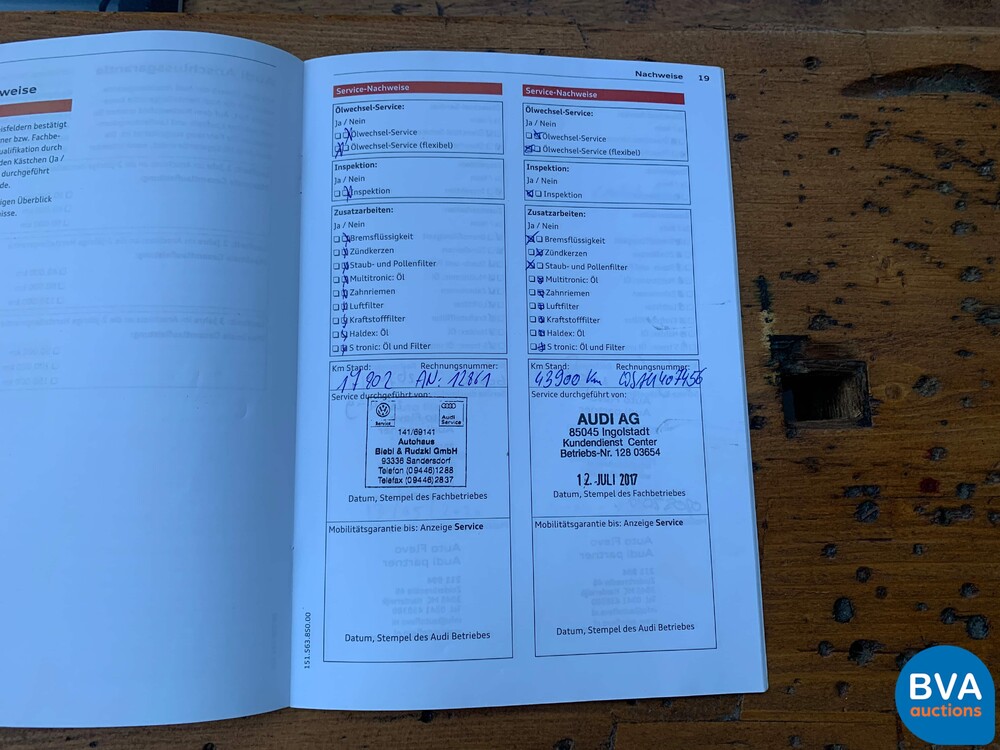 weise
isfeldern bestätigt
ner bzw. Fachbe-
ualifikation durch
den Kästchen (Ja /
durchgeführt
de.
igen Überblick
isse.
Nachweise 19
Service-Nachweise
Ölwechsel-Service:
Ja / Nein
Ölwechsel-Service
Ölwechsel-Service (flexibel)
Inspektion:
Ja / Nein
Inspektion
Zusatzarbeiten:
Ja / Nein
Bremsflüssigkeit
Zündkerzen
Staub- und Pollenfilter
Multitronic: Öl
Zahnriemen
Luftfilter
Kraftstofffilter
Haldex: Öl
S tronic: Öl und Filter
Km Stand: Rechnungsnummer:
17902 AN: 12861
Service durchgeführt von:
Service
Audi
Service
141/69141
Autohaus
Biebl & Rudzki GmbH
93336 Sandersdorf
Telefon (09446)1288
Telefax (09446)2837
Datum, Stempel des Fachbetriebes
Mobilitätsgarantie bis: Anzeige Service
Datum, Stempel des Audi Betriebes
151.563.850.00
Service-Nachweise
Ölwechsel-Service:
Ja / Nein
Ölwechsel-Service
Ölwechsel-Service (flexibel)
Inspektion:
Ja / Nein
Inspektion
Zusatzarbeiten:
Ja / Nein
Bremsflüssigkeit
Zündkerzen
Staub- und Pollenfilter
Multitronic: Öl
Zahnriemen
Luftfilter
Kraftstofffilter
Haldex: Öl
S tronic: Öl und Filter
Km Stand: Rechnungsnummer:
43900 km
Service durchgeführt von:
AUDI AG
85045 Ingolstadt
Kundendienst Center
Betriebs-Nr. 128 03654
12. JULI 2017
Datum, Stempel des Fachbetriebes
Mobilitätsgarantie bis: Anzeige Service
Datum, Stempel des Audi Betriebes
BVA
auctions